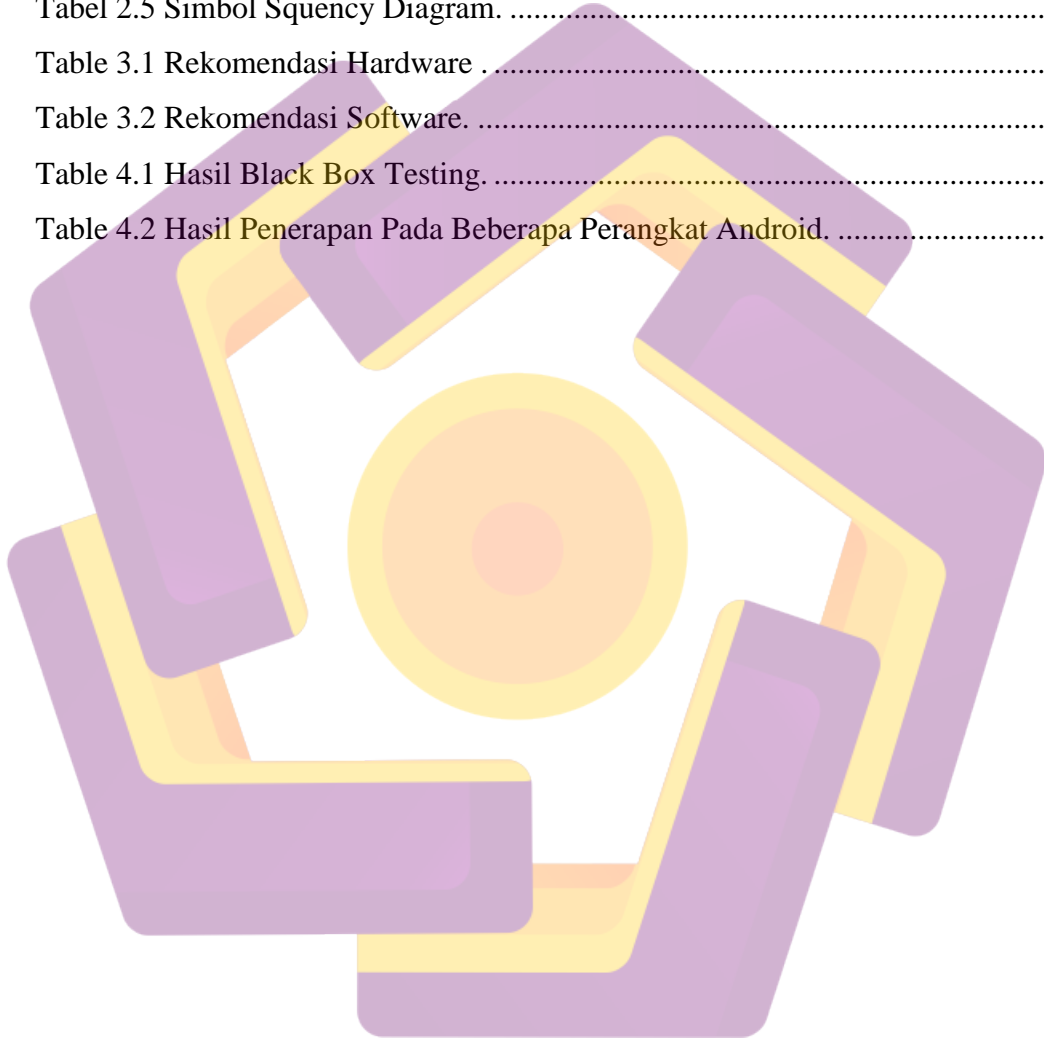 Tabel 2.5 Simbol Squency Diagram. ...............................................................
Table 3.1 Rekomendasi Hardware . ..................................................................
Table 3.2 Rekomendasi Software. ....................................................................
Table 4.1 Hasil Black Box Testing. ..................................................................
Table 4.2 Hasil Penerapan Pada Beberapa Perangkat Android. .........................